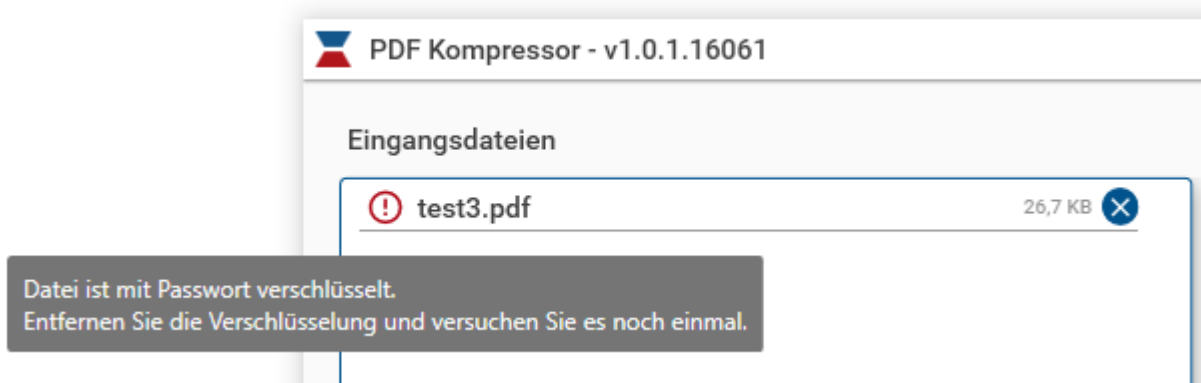 PDF Kompressor - v1.0.1.16061
Eingangsdateien
test3.pdf 26,7 KB
Datei ist mit Passwort verschlüsselt.
Entfernen Sie die Verschlüsselung und versuchen Sie es noch einmal.